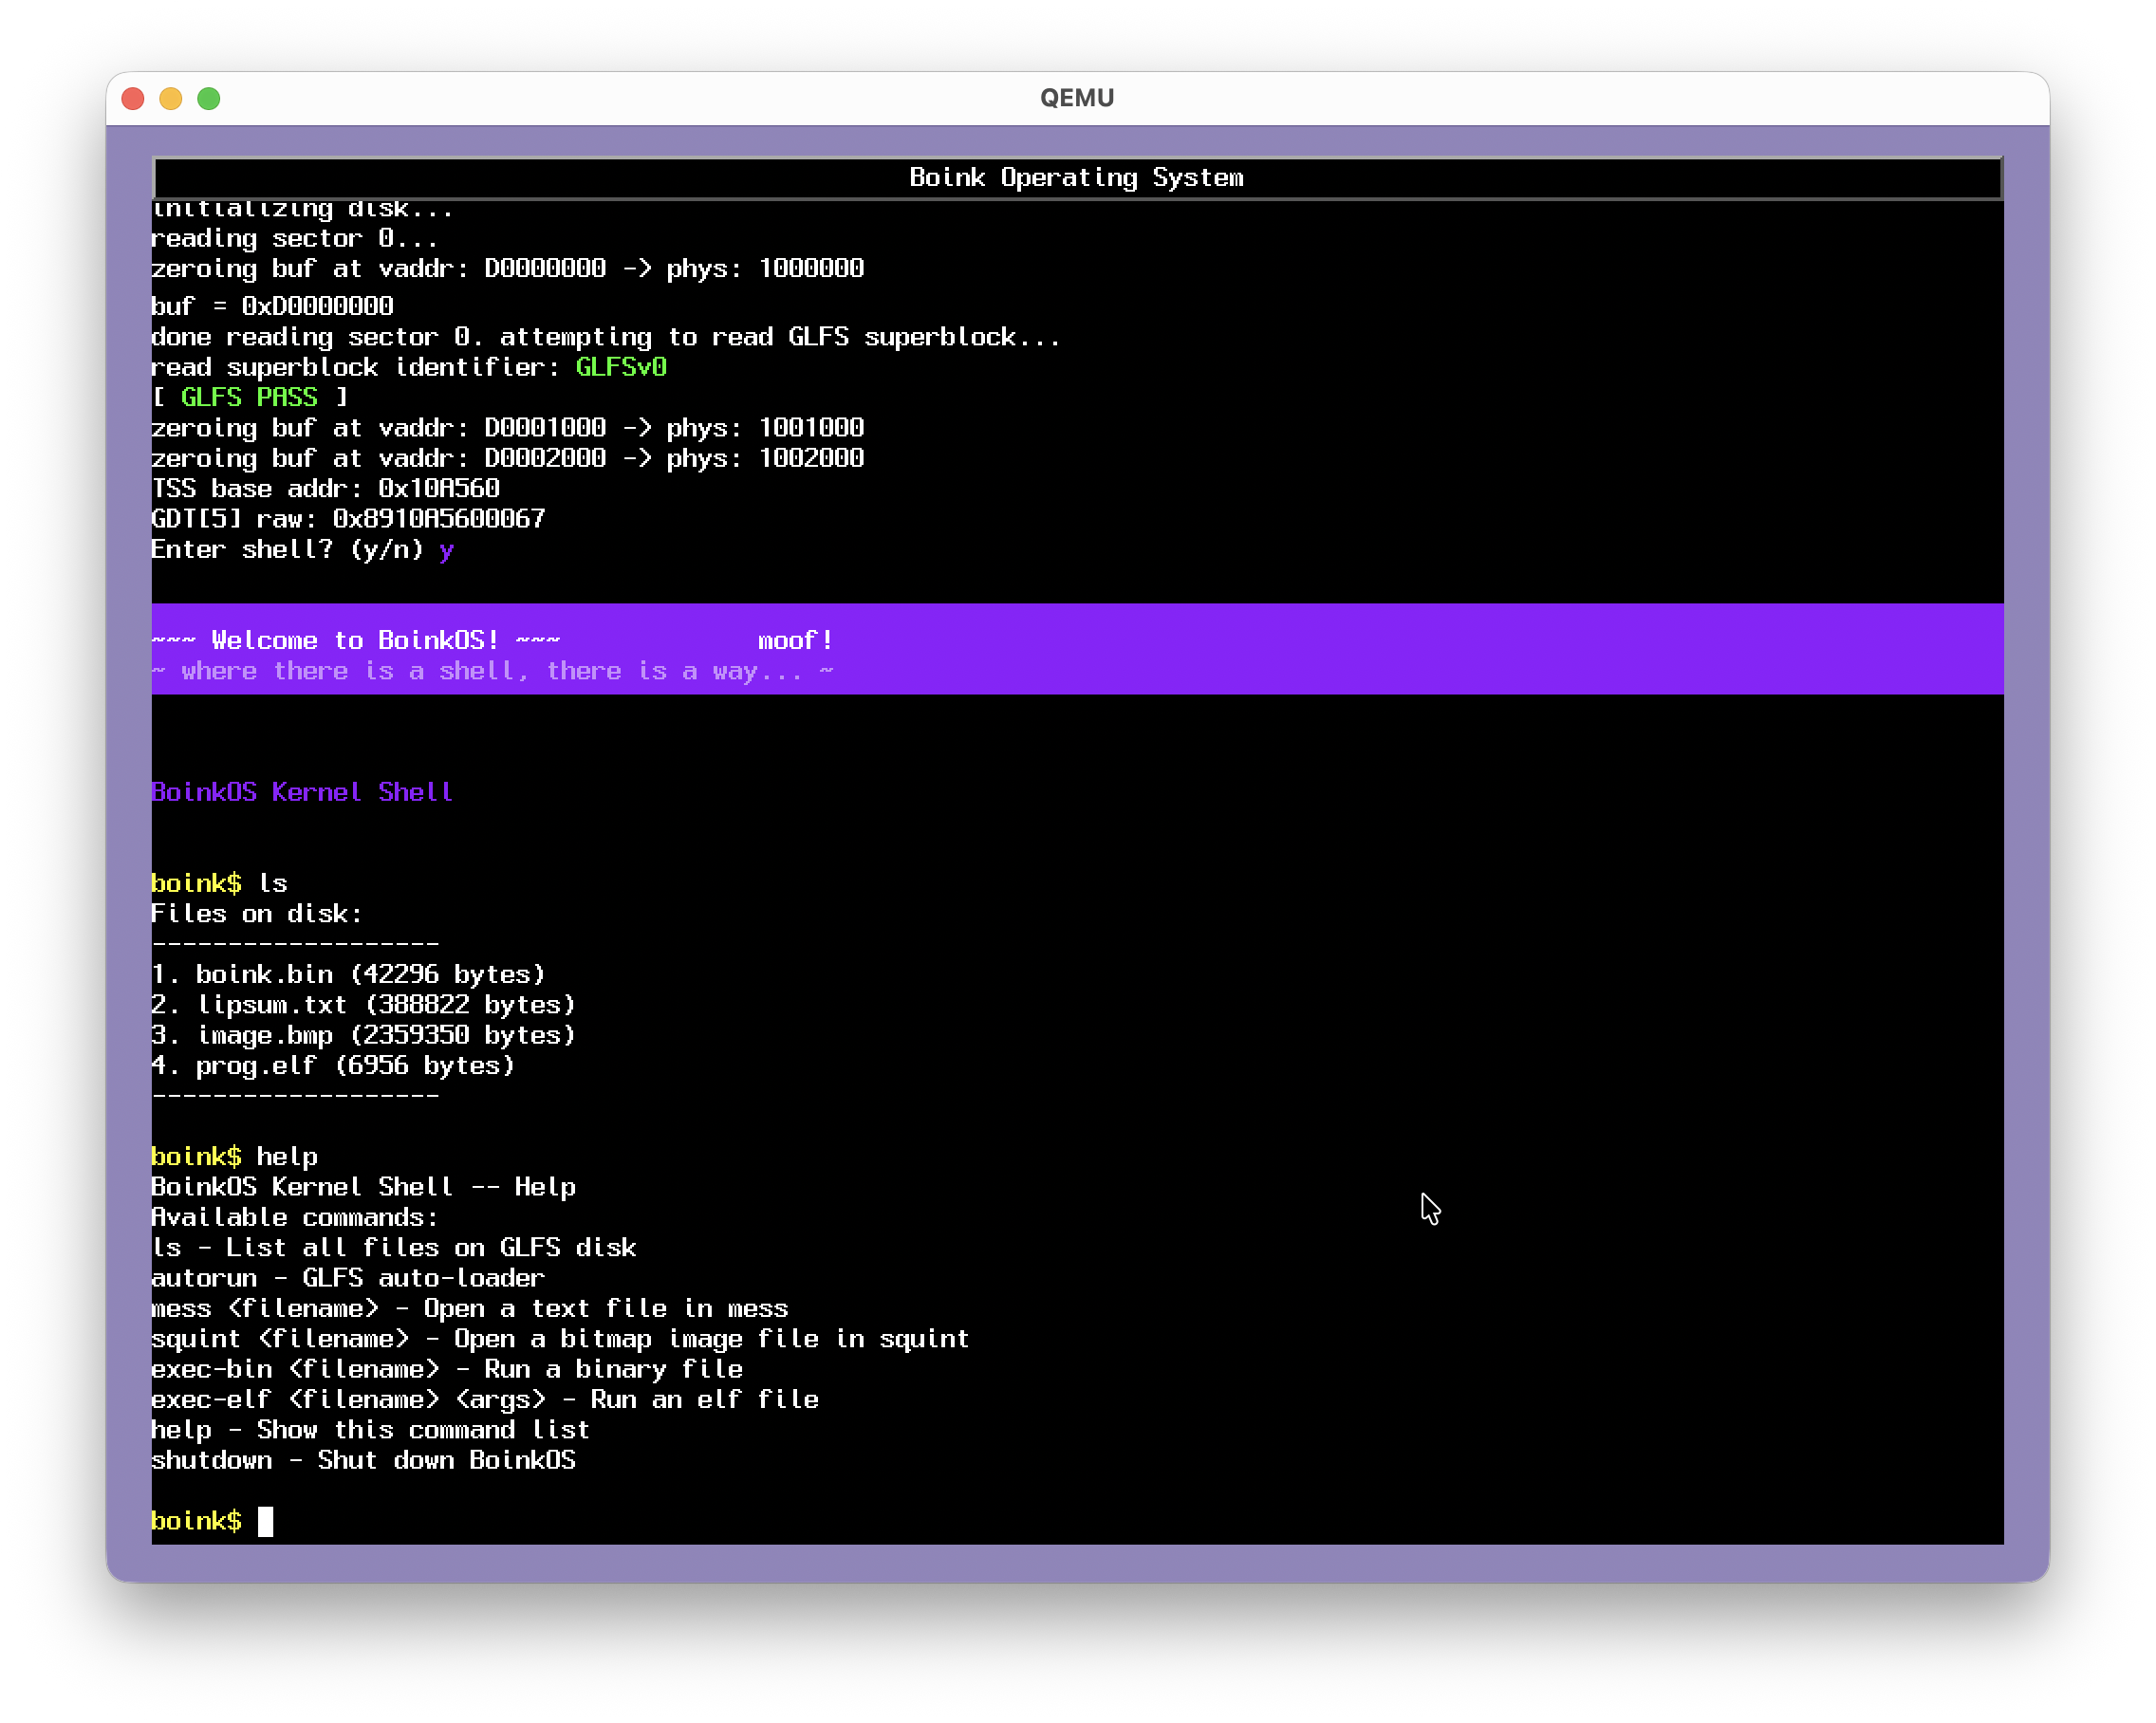 QEMU
Boink Operating System
initializing disk...
reading sector 0...
zeroing buf at vaddr: D0000000 -> phys: 1000000
buf = 0xD0000000
done reading sector 0. attempting to read GLFS superblock...
read superblock identifier: GLFSv0
[ GLFS PASS ]
zeroing buf at vaddr: D0001000 -> phys: 1001000
zeroing buf at vaddr: D0002000 -> phys: 1002000
TSS base addr: 0x10A560
GDT[5] raw: 0x8910A5600067
Enter shell? (y/n) y
~~~ Welcome to BoinkOS! ~~~             moof!
~ where there is a shell, there is a way... ~
BoinkOS Kernel Shell
boink$ ls
Files on disk:
-------------------
1. boink.bin (42296 bytes)
2. lipsum.txt (388822 bytes)
3. image.bmp (2359350 bytes)
4. prog.elf (6956 bytes)
-------------------
boink$ help
BoinkOS Kernel Shell -- Help
Available commands:
ls - List all files on GLFS disk
autorun - GLFS auto-loader
mess <filename> - Open a text file in mess
squint <filename> - Open a bitmap image file in squint
exec-bin <filename> - Run a binary file
exec-elf <filename> <args> - Run an elf file
help - Show this command list
shutdown - Shut down BoinkOS
boink$